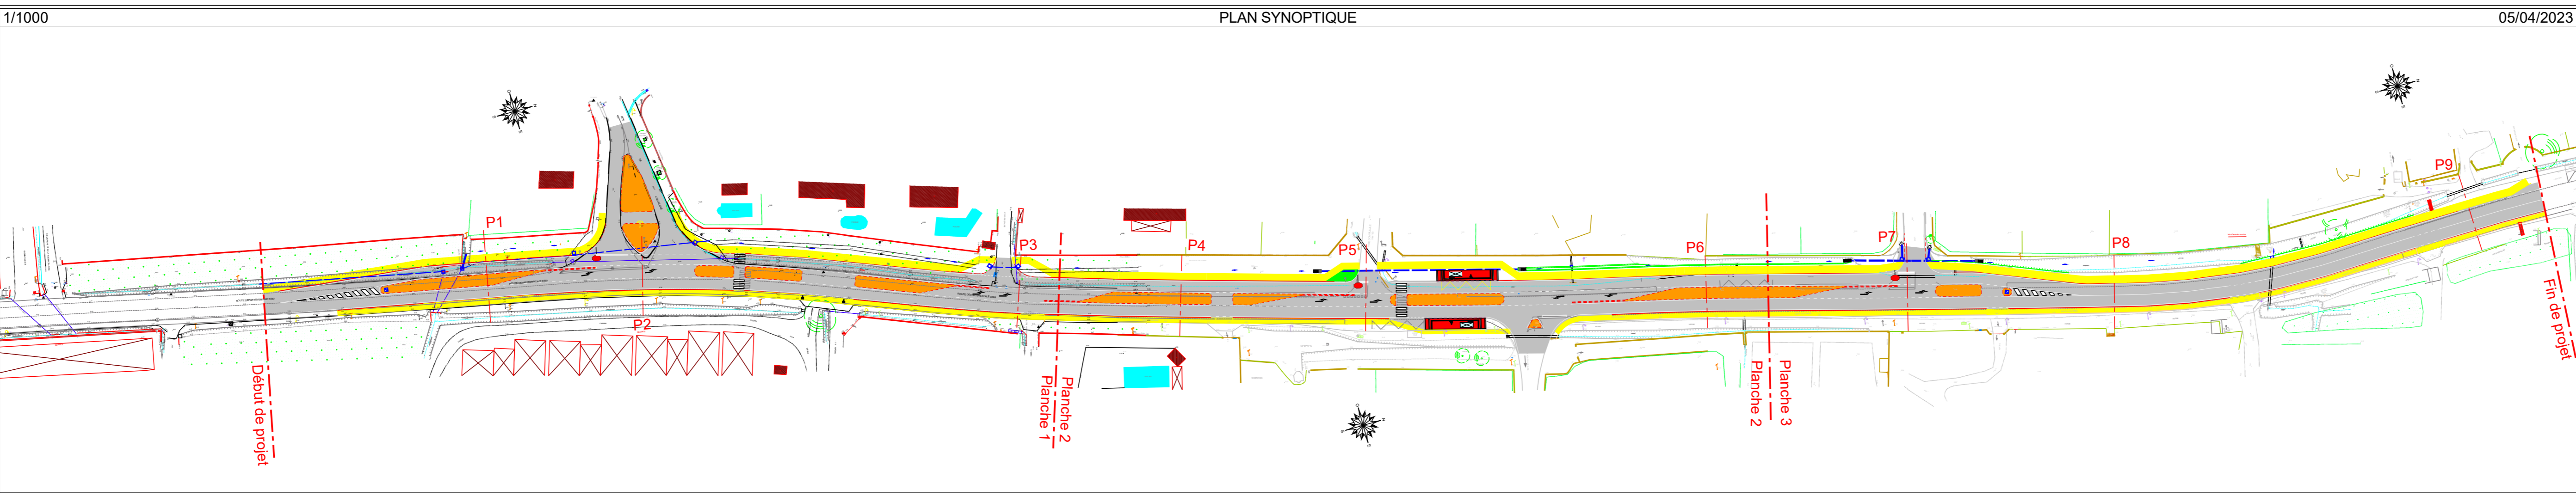 1/1000
PLAN SYNOPTIQUE
05/04/2023
P1
P2
P3
P4
P5
P6
P7
P8
P9
Début de projet
Planche 1
Planche 2
Planche 2
Planche 3
Fin de projet